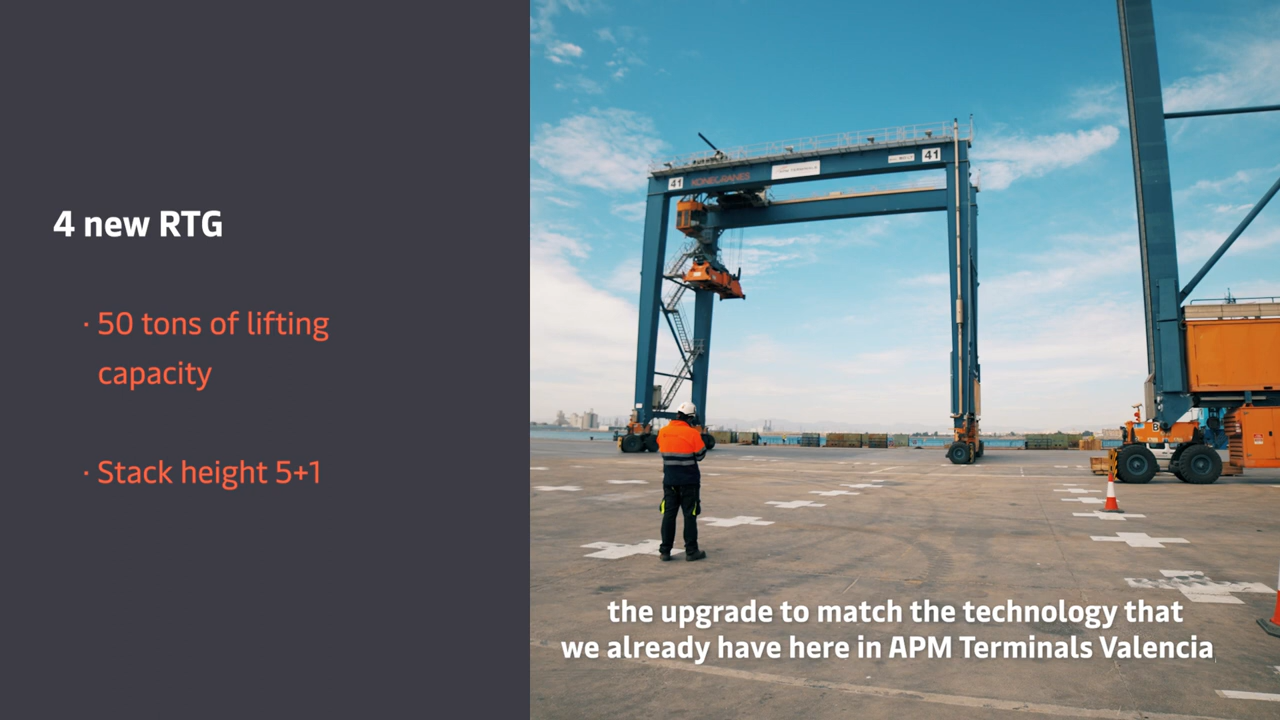 4 new RTG
· 50 tons of lifting
capacity
· Stack height 5+1
41
KONECRANES
41
the upgrade to match the technology that
we already have here in APM Terminals Valencia